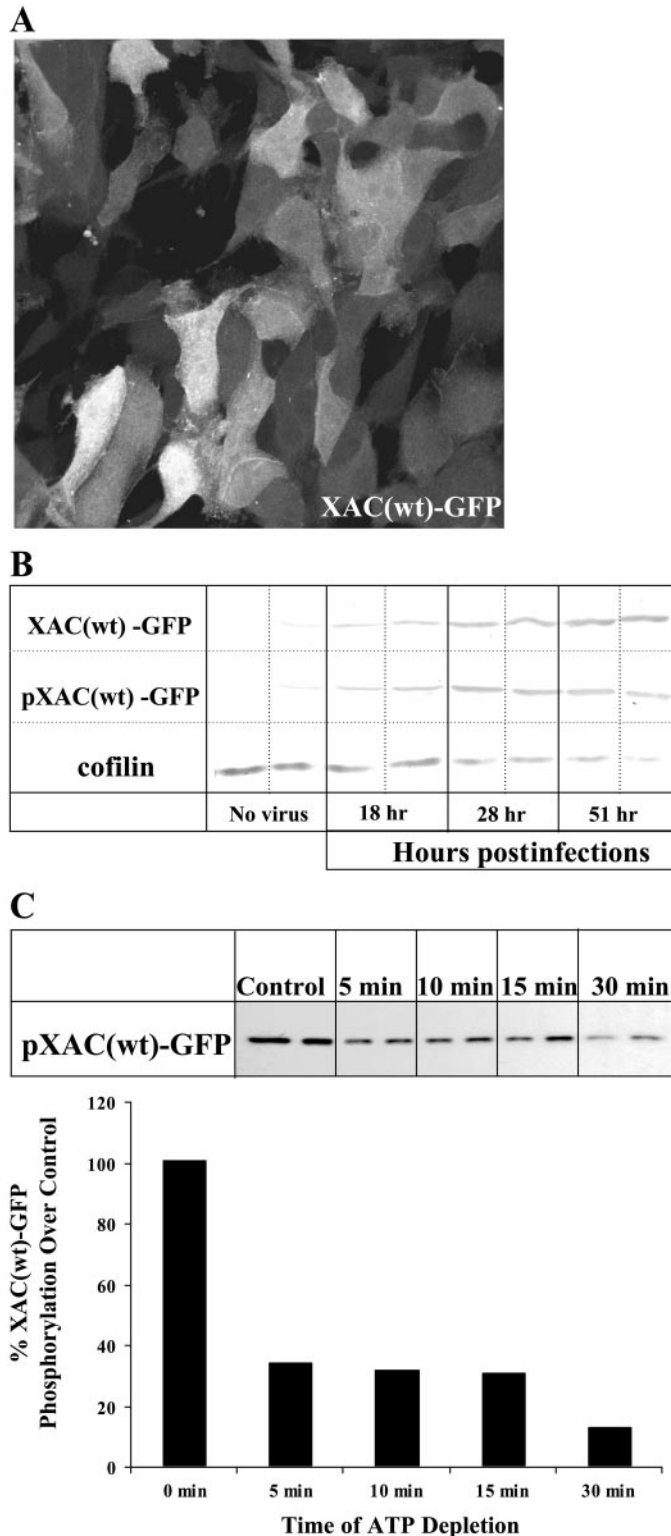 A
XAC(wt)-GFP
B
XAC(wt) -GFP
pXAC(wt) -GFP
cofilin
No virus 18 hr 28 hr 51 hr
Hours postinfections
C
Control 5 min 10 min 15 min 30 min
pXAC(wt)-GFP
% XAC(wt)-GFP
Phosphorylation Over Control
120
100
80
60
40
20
0
0 min 5 min 10 min 15 min 30 min
Time of ATP Depletion